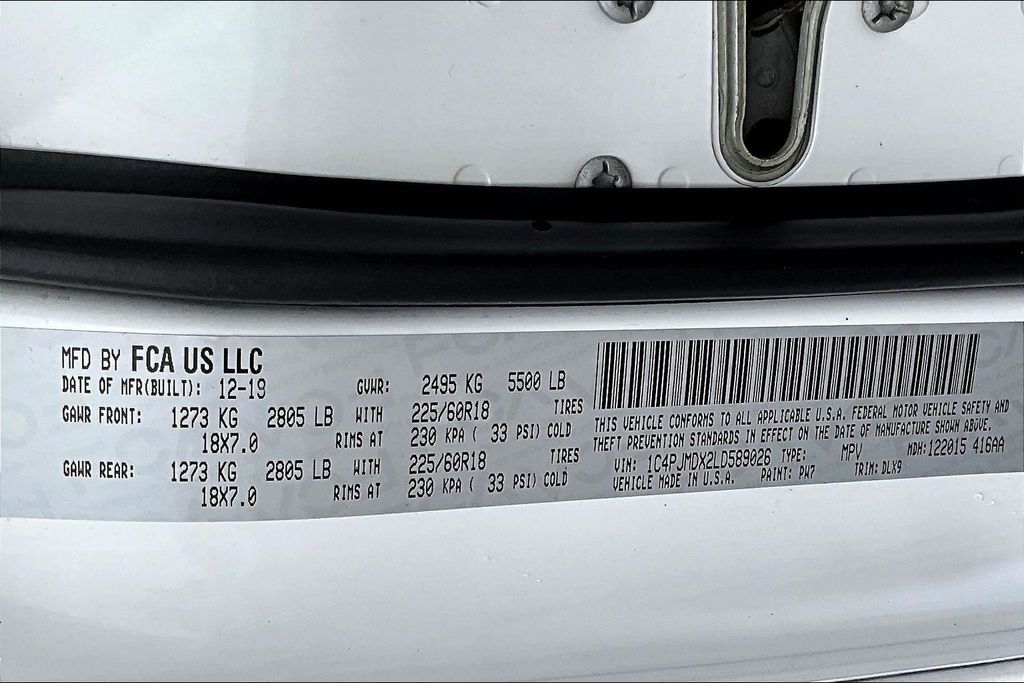 MFD BY FCA US LLC
DATE OF MFR(BUILT): 12-19 GVWR: 2495 KG 5500 LB
GAWR FRONT: 1273 KG 2805 LB WITH 225/60R18 TIRES
18X7.0 RIMS AT 230 KPA ( 33 PSI) COLD
GAWR REAR: 1273 KG 2805 LB WITH 225/60R18 TIRES
18X7.0 RIMS AT 230 KPA ( 33 PSI) COLD
THIS VEHICLE CONFORMS TO ALL APPLICABLE U.S.A. FEDERAL MOTOR VEHICLE SAFETY AND
THEFT PREVENTION STANDARDS IN EFFECT ON THE DATE OF MANUFACTURE SHOWN ABOVE.
VIN: 1C4PJMDX2LD589026 TYPE: MPV MDH:122015 416AA
VEHICLE MADE IN U.S.A. PAINT: PW7 TRIM: DLX9